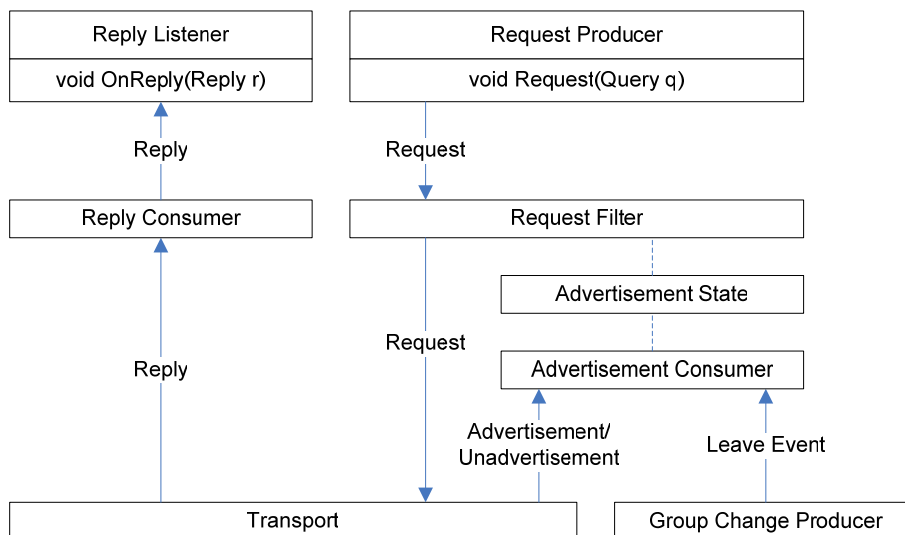 Reply Listener
void OnReply(Reply r)
Request Producer
void Request(Query q)
Reply
Request
Reply Consumer
Request Filter
Advertisement State
Request
Reply
Advertisement Consumer
Advertisement/
Unadvertisement
Leave Event
Transport
Group Change Producer